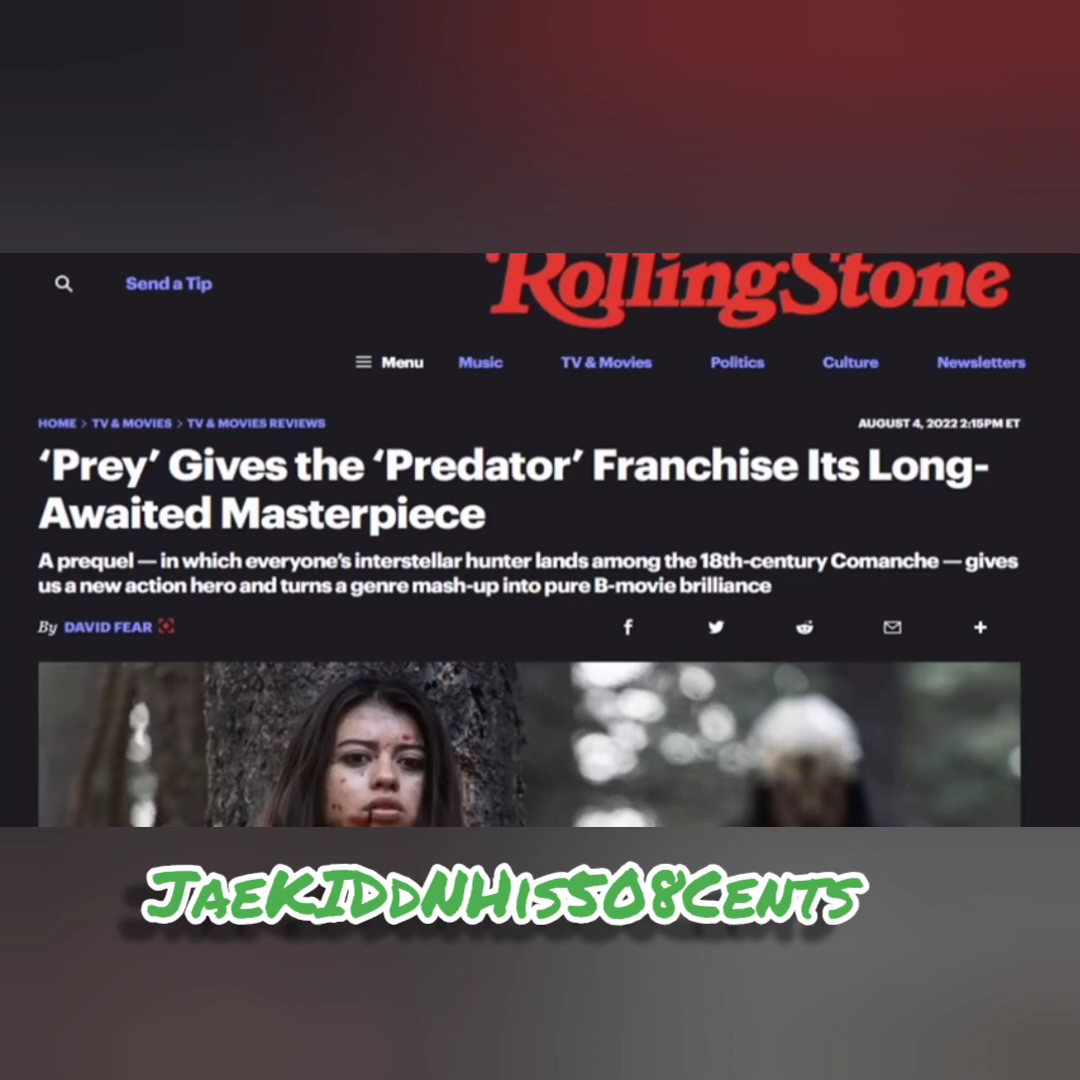 Send a Tip
RollingStone
Menu Music TV & Movies Politics Culture Newsletters
HOME > TV & MOVIES > TV & MOVIES REVIEWS AUGUST 4, 2022 2:15PM ET
‘Prey’ Gives the ‘Predator’ Franchise Its Long-
Awaited Masterpiece
A prequel — in which everyone’s interstellar hunter lands among the 18th-century Comanche — gives
us a new action hero and turns a genre mash-up into pure B-movie brilliance
By DAVID FEAR
JaeKIDdNHis508Cents